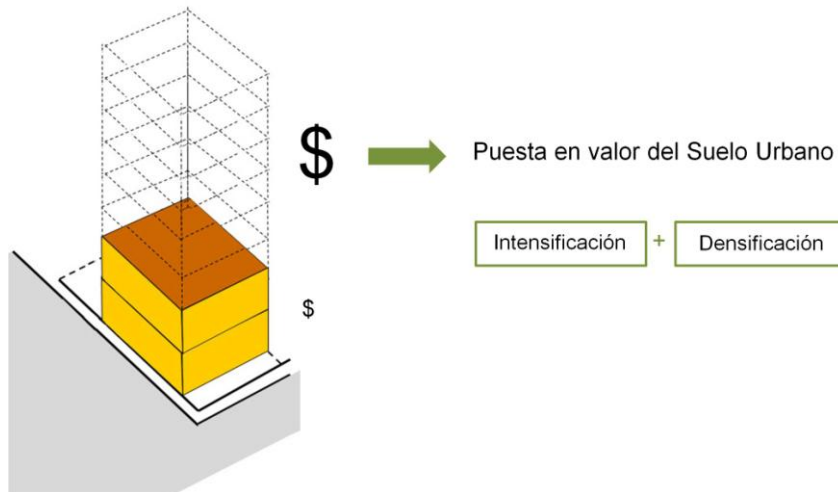 $
Puesta en valor del Suelo Urbano
Intensificación + Densificación
$